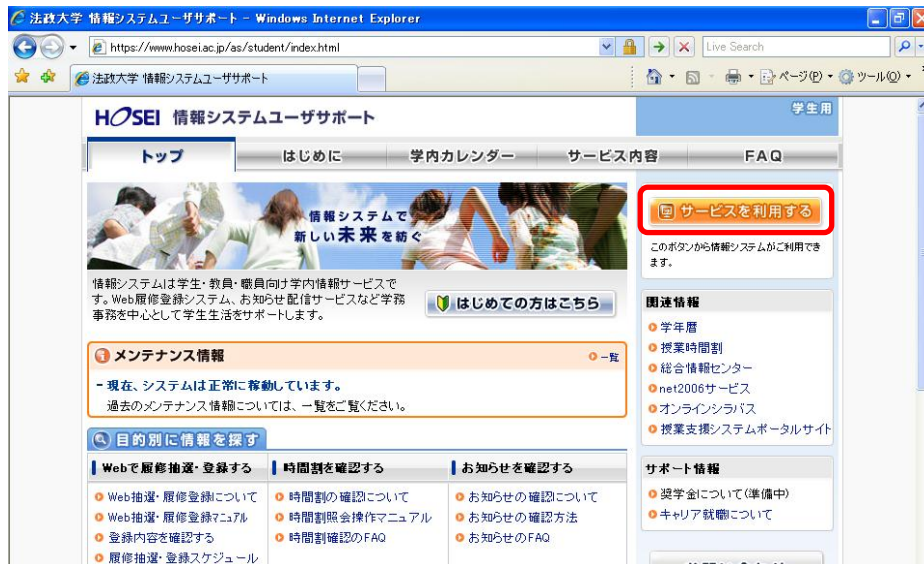 法政大学 情報システムユーザサポート - Windows Internet Explorer
https://www.hosei.ac.jp/as/student/index.html
Live Search
法政大学 情報システムユーザサポート
ページ(P)
ツール(O)
HOSEI 情報システムユーザサポート
学生用
トップ
はじめに
学内カレンダー
サービス内容
FAQ
情報システムで
新しい未来を紡ぐ
サービスを利用する
このボタンから情報システムがご利用でき
ます。
情報システムは学生・教員・職員向け学内情報サービスで
す。Web履修登録システム、お知らせ配信サービスなど学務
事務を中心として学生生活をサポートします。
はじめての方はこちら
関連情報
学年暦
授業時間割
総合情報センター
net2006サービス
オンラインシラバス
授業支援システムポータルサイト
メンテナンス情報
一覧
- 現在、システムは正常に稼動しています。
過去のメンテナンス情報については、一覧をご覧ください。
目的別に情報を探す
Webで履修抽選・登録する
時間割を確認する
お知らせを確認する
サポート情報
Web抽選・履修登録について
時間割の確認について
お知らせの確認について
奨学金について(準備中)
Web抽選・履修登録マニュアル
時間割照会操作マニュアル
お知らせの確認方法
キャリア就職について
登録内容を確認する
時間割確認のFAQ
お知らせのFAQ
履修抽選・登録スケジュール